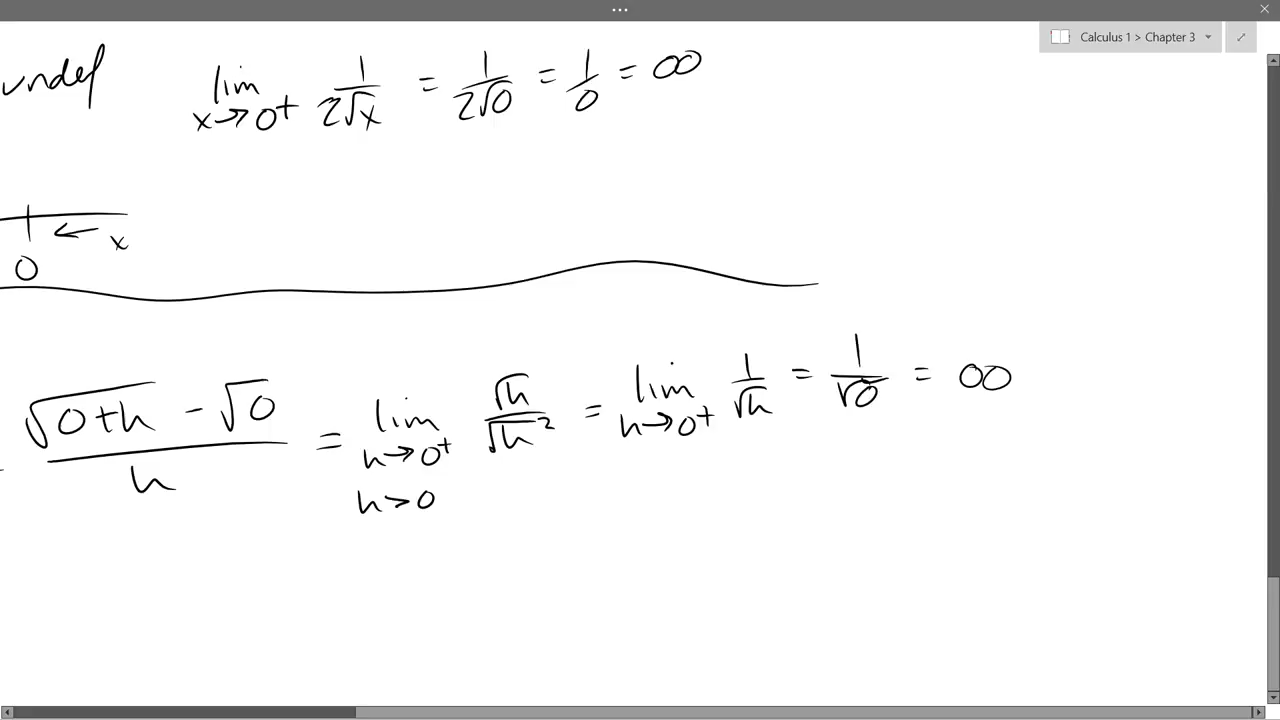 Calculus 1 > Chapter 3
undef lim x→0+ 1/(2√x) = 1/(2√0) = 1/0 = ∞
← x
0
(√(0+h) - √0)/h = lim h→0+ √h/√h² = lim h→0+ 1/√h = 1/√0 = ∞
h>0